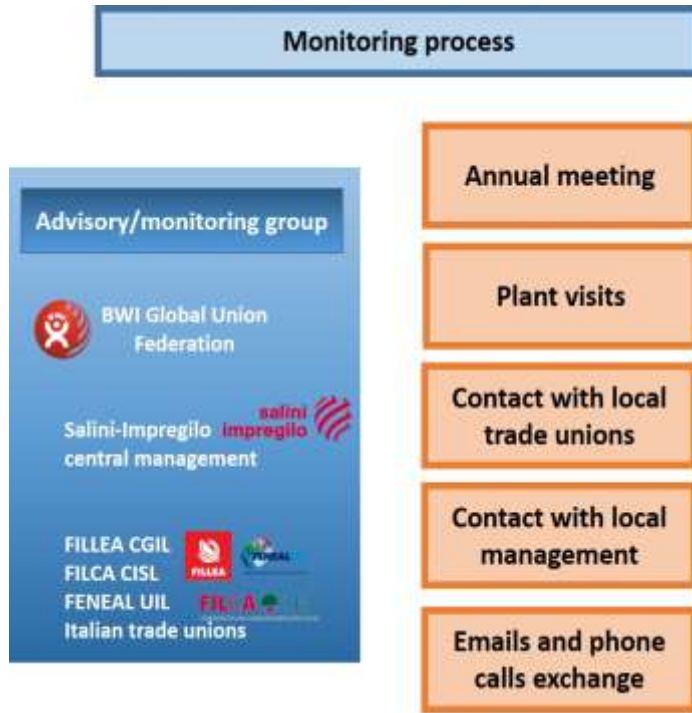 Monitoring process
Advisory/monitoring group
BWI Global Union
Federation
Salini-Impregilo
central management
salini
impregilo
FILLEA CGIL
FILCA CISL
FENEAL UIL
Italian trade unions
FILLEA
FENEAL
Annual meeting
Plant visits
Contact with local
trade unions
Contact with local
management
Emails and phone
calls exchange